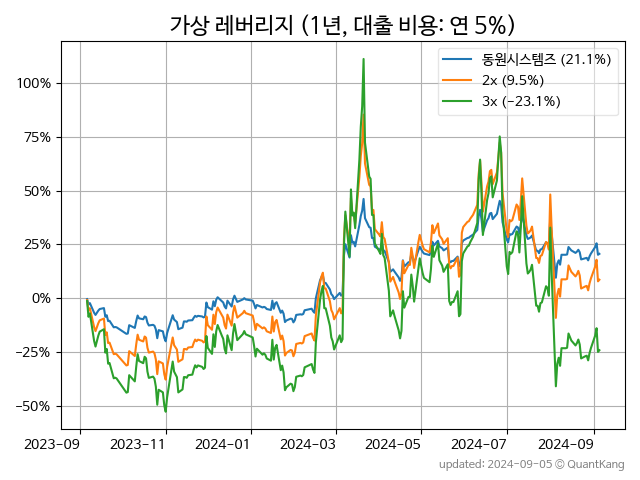 가상 레버리지 (1년, 대출 비용: 연 5%)
동원시스템즈 (21.1%)
2x (9.5%)
3x (−23.1%)
100%
75%
50%
25%
0%
−25%
−50%
2023-09
2023-11
2024-01
2024-03
2024-05
2024-07
2024-09
updated: 2024-09-05 © QuantKang